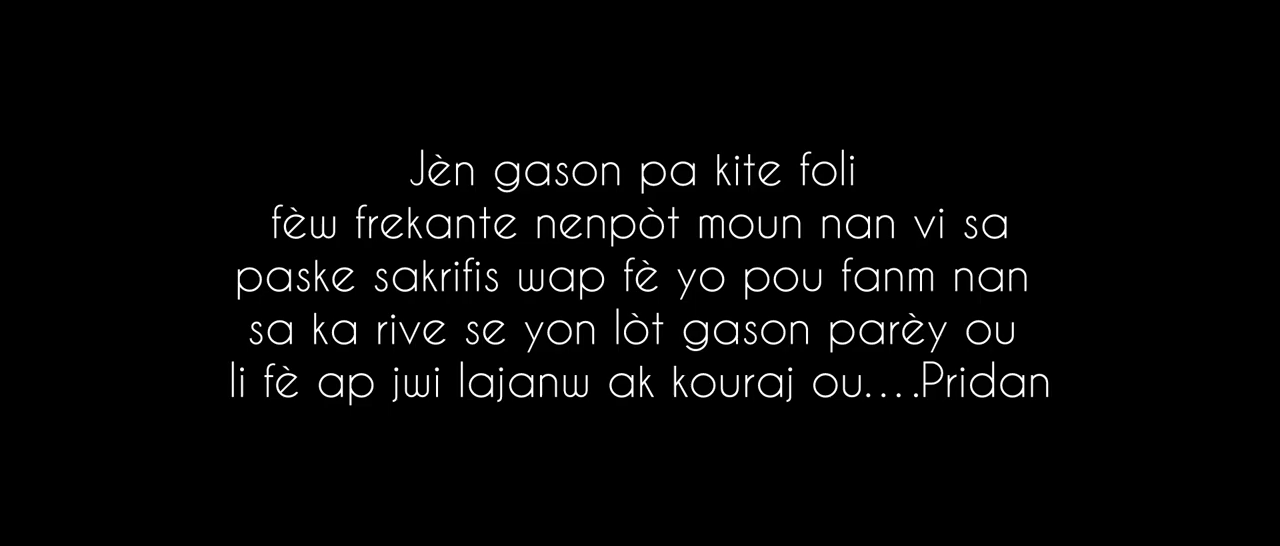 Jèn gason pa kite foli
fèw frekante nenpòt moun nan vi sa
paske sakrifis wap fè yo pou fanm nan
sa ka rive se yon lòt gason parèy ou
li fè ap jwi lajanw ak kouraj ou....Pridan